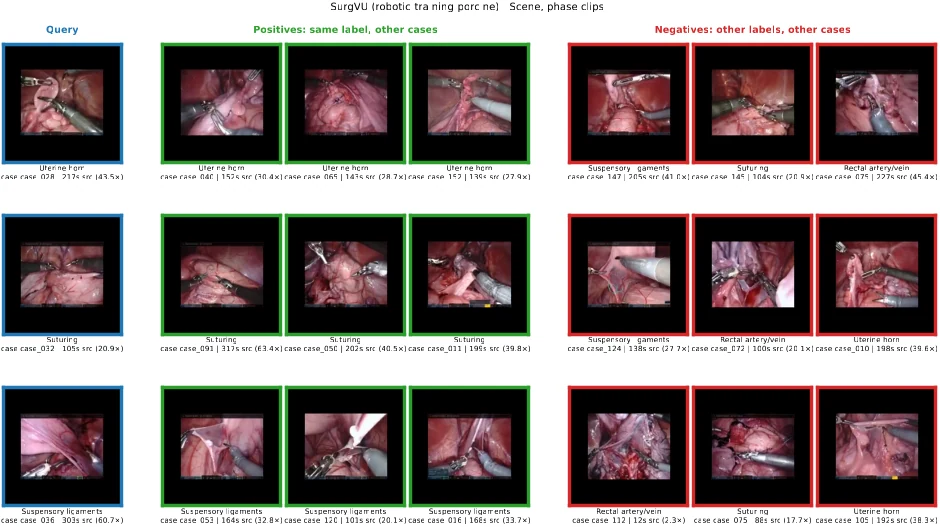 SurgVU (robotic tra ning porc ne) Scene, phase clips
Query
Positives: same label, other cases
Negatives: other labels, other cases
Uterine horn
case case_028 217s src (43.5×)
Uterine horn
case case_040 | 152s src (30.4×)
Uterine horn
case case_065 | 143s src (28.7×)
Uterine horn
case case_152 | 139s src (27.9×)
Suspensory gaments
case case_147 | 205s src (41.0×)
Suturing
case case_145 | 104s src (20.9×)
Rectal artery/vein
case case_075 | 227s src (45.4×)
Suturing
case case_032 105s src (20.9×)
Suturing
case case_091 | 317s src (63.4×)
Suturing
case case_050 | 202s src (40.5×)
Suturing
case case_011 | 199s src (39.8×)
Suspensory gaments
case case_124 | 138s src (27.7×)
Rectal artery/vein
case case_072 | 100s src (20.1×)
Uterine horn
case case_010 | 198s src (39.6×)
Suspensory ligaments
case case_036 303s src (60.7×)
Suspensory ligaments
case case_053 | 164s src (32.8×)
Suspensory ligaments
case case_120 | 101s src (20.1×)
Suspensory ligaments
case case_016 | 168s src (33.7×)
Rectal artery/vein
case case_112 | 12s src (2.3×)
Suturing
case case_075 88s src (17.7×)
Uterine horn
case case_105 | 192s src (38.3×)